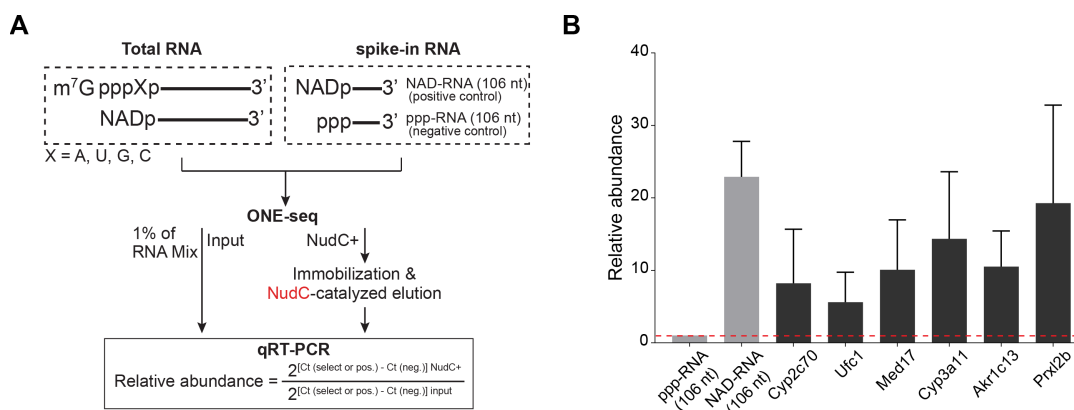 A
Total RNA
spike-in RNA
m⁷G pppXp 3’
NADp 3’
NADp 3’ NAD-RNA (106 nt)
(positive control)
ppp 3’ ppp-RNA (106 nt)
(negative control)
X = A, U, G, C
ONE-seq
1% of
RNA Mix
Input
NudC+
Immobilization &
NudC-catalyzed elution
qRT-PCR
Relative abundance = 2^[Ct (select or pos.) - Ct (neg.)] NudC+
2^[Ct (select or pos.) - Ct (neg.)] input
B
Relative abundance
40
30
20
10
0
ppp-RNA
(106 nt)
NAD-RNA
(106 nt)
Cyp2c70
Ufc1
Med17
Cyp3a11
Akr1c13
Prxl2b